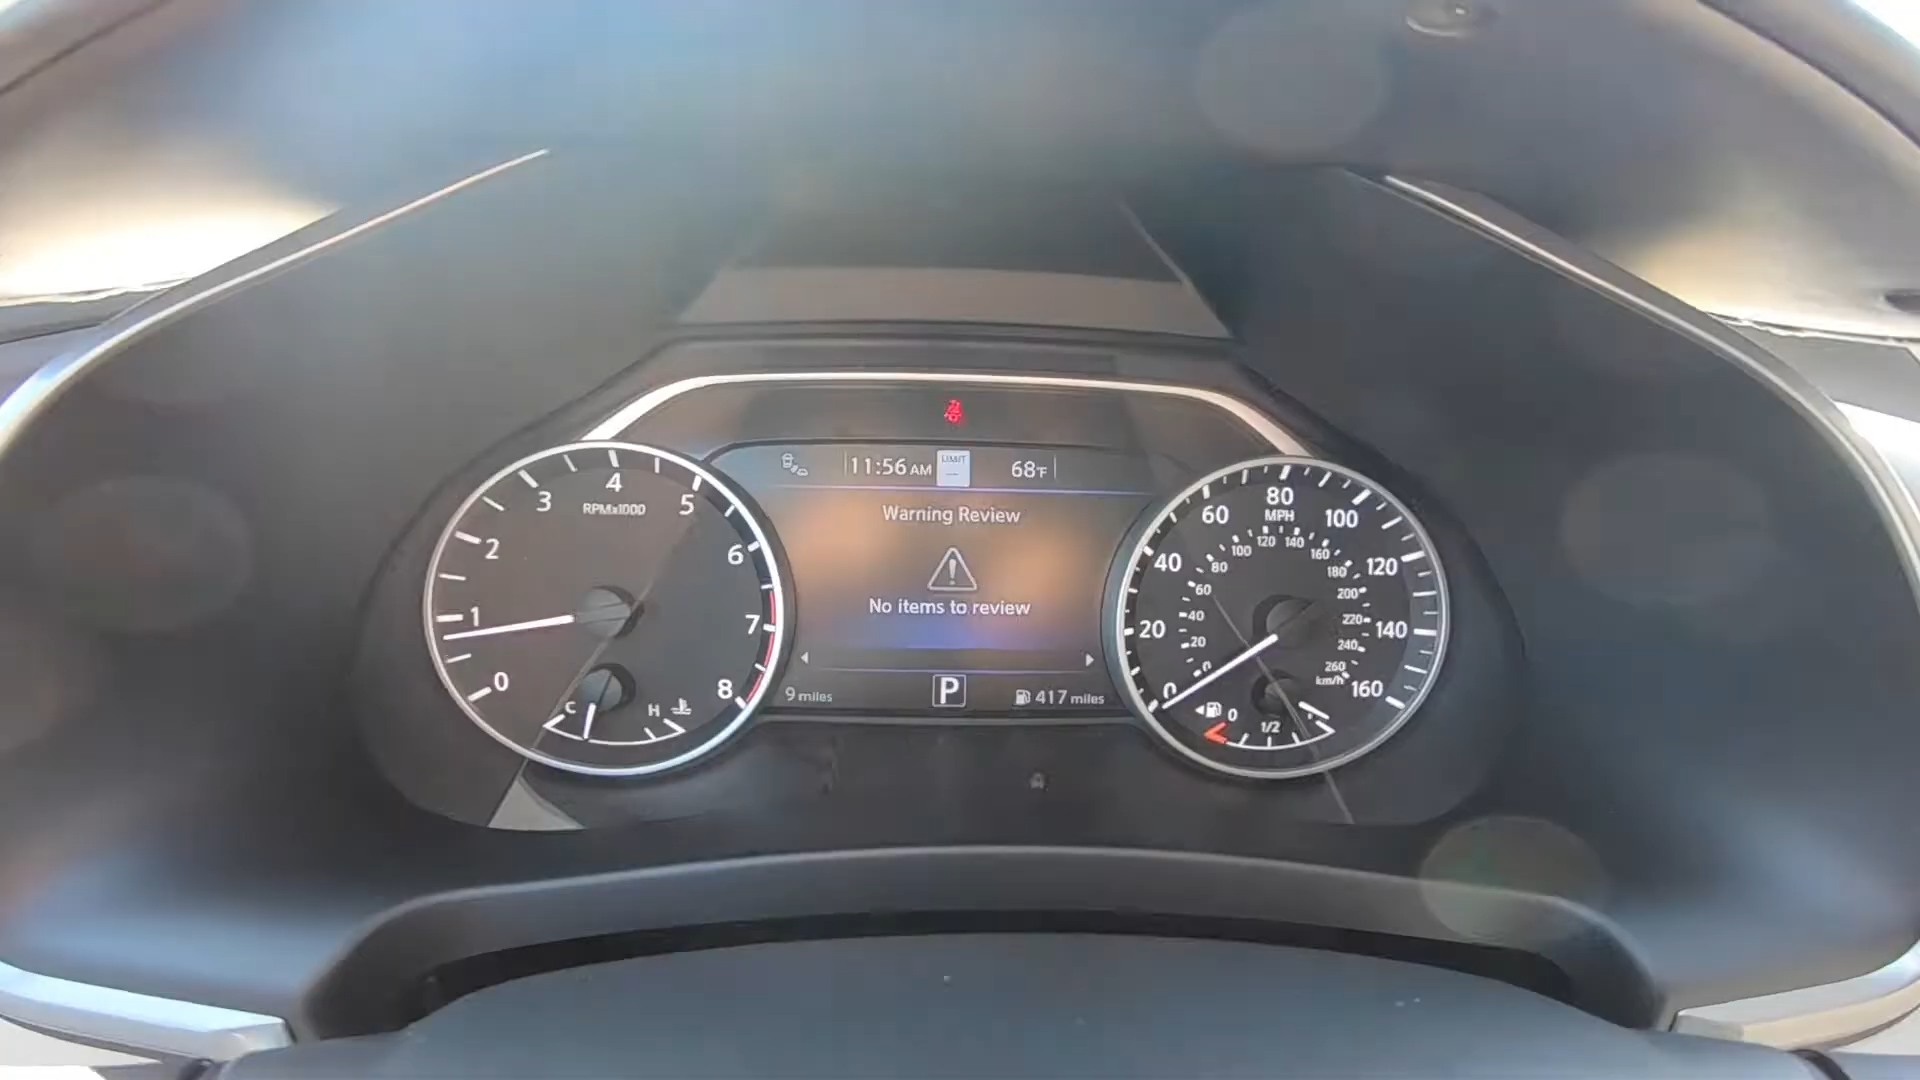 11:56 AM
LIMIT
68°F
Warning Review
No items to review
9 miles
P
417 miles
0
1
2
3
4
5
6
7
8
RPMx1000
C
H
0
20
40
60
80
100
120
140
160
MPH
0
20
40
60
80
100
120
140
160
180
200
220
240
260
km/h
0
1/2